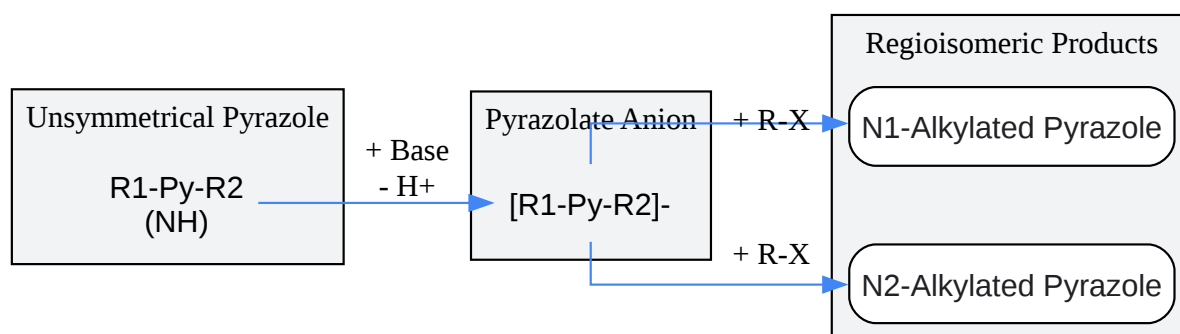 Unsymmetrical Pyrazole
R1-Py-R2
(NH)
+ Base
- H+
Pyrazolate Anion
[R1-Py-R2]-
+ R-X
+ R-X
Regioisomeric Products
N1-Alkylated Pyrazole
N2-Alkylated Pyrazole